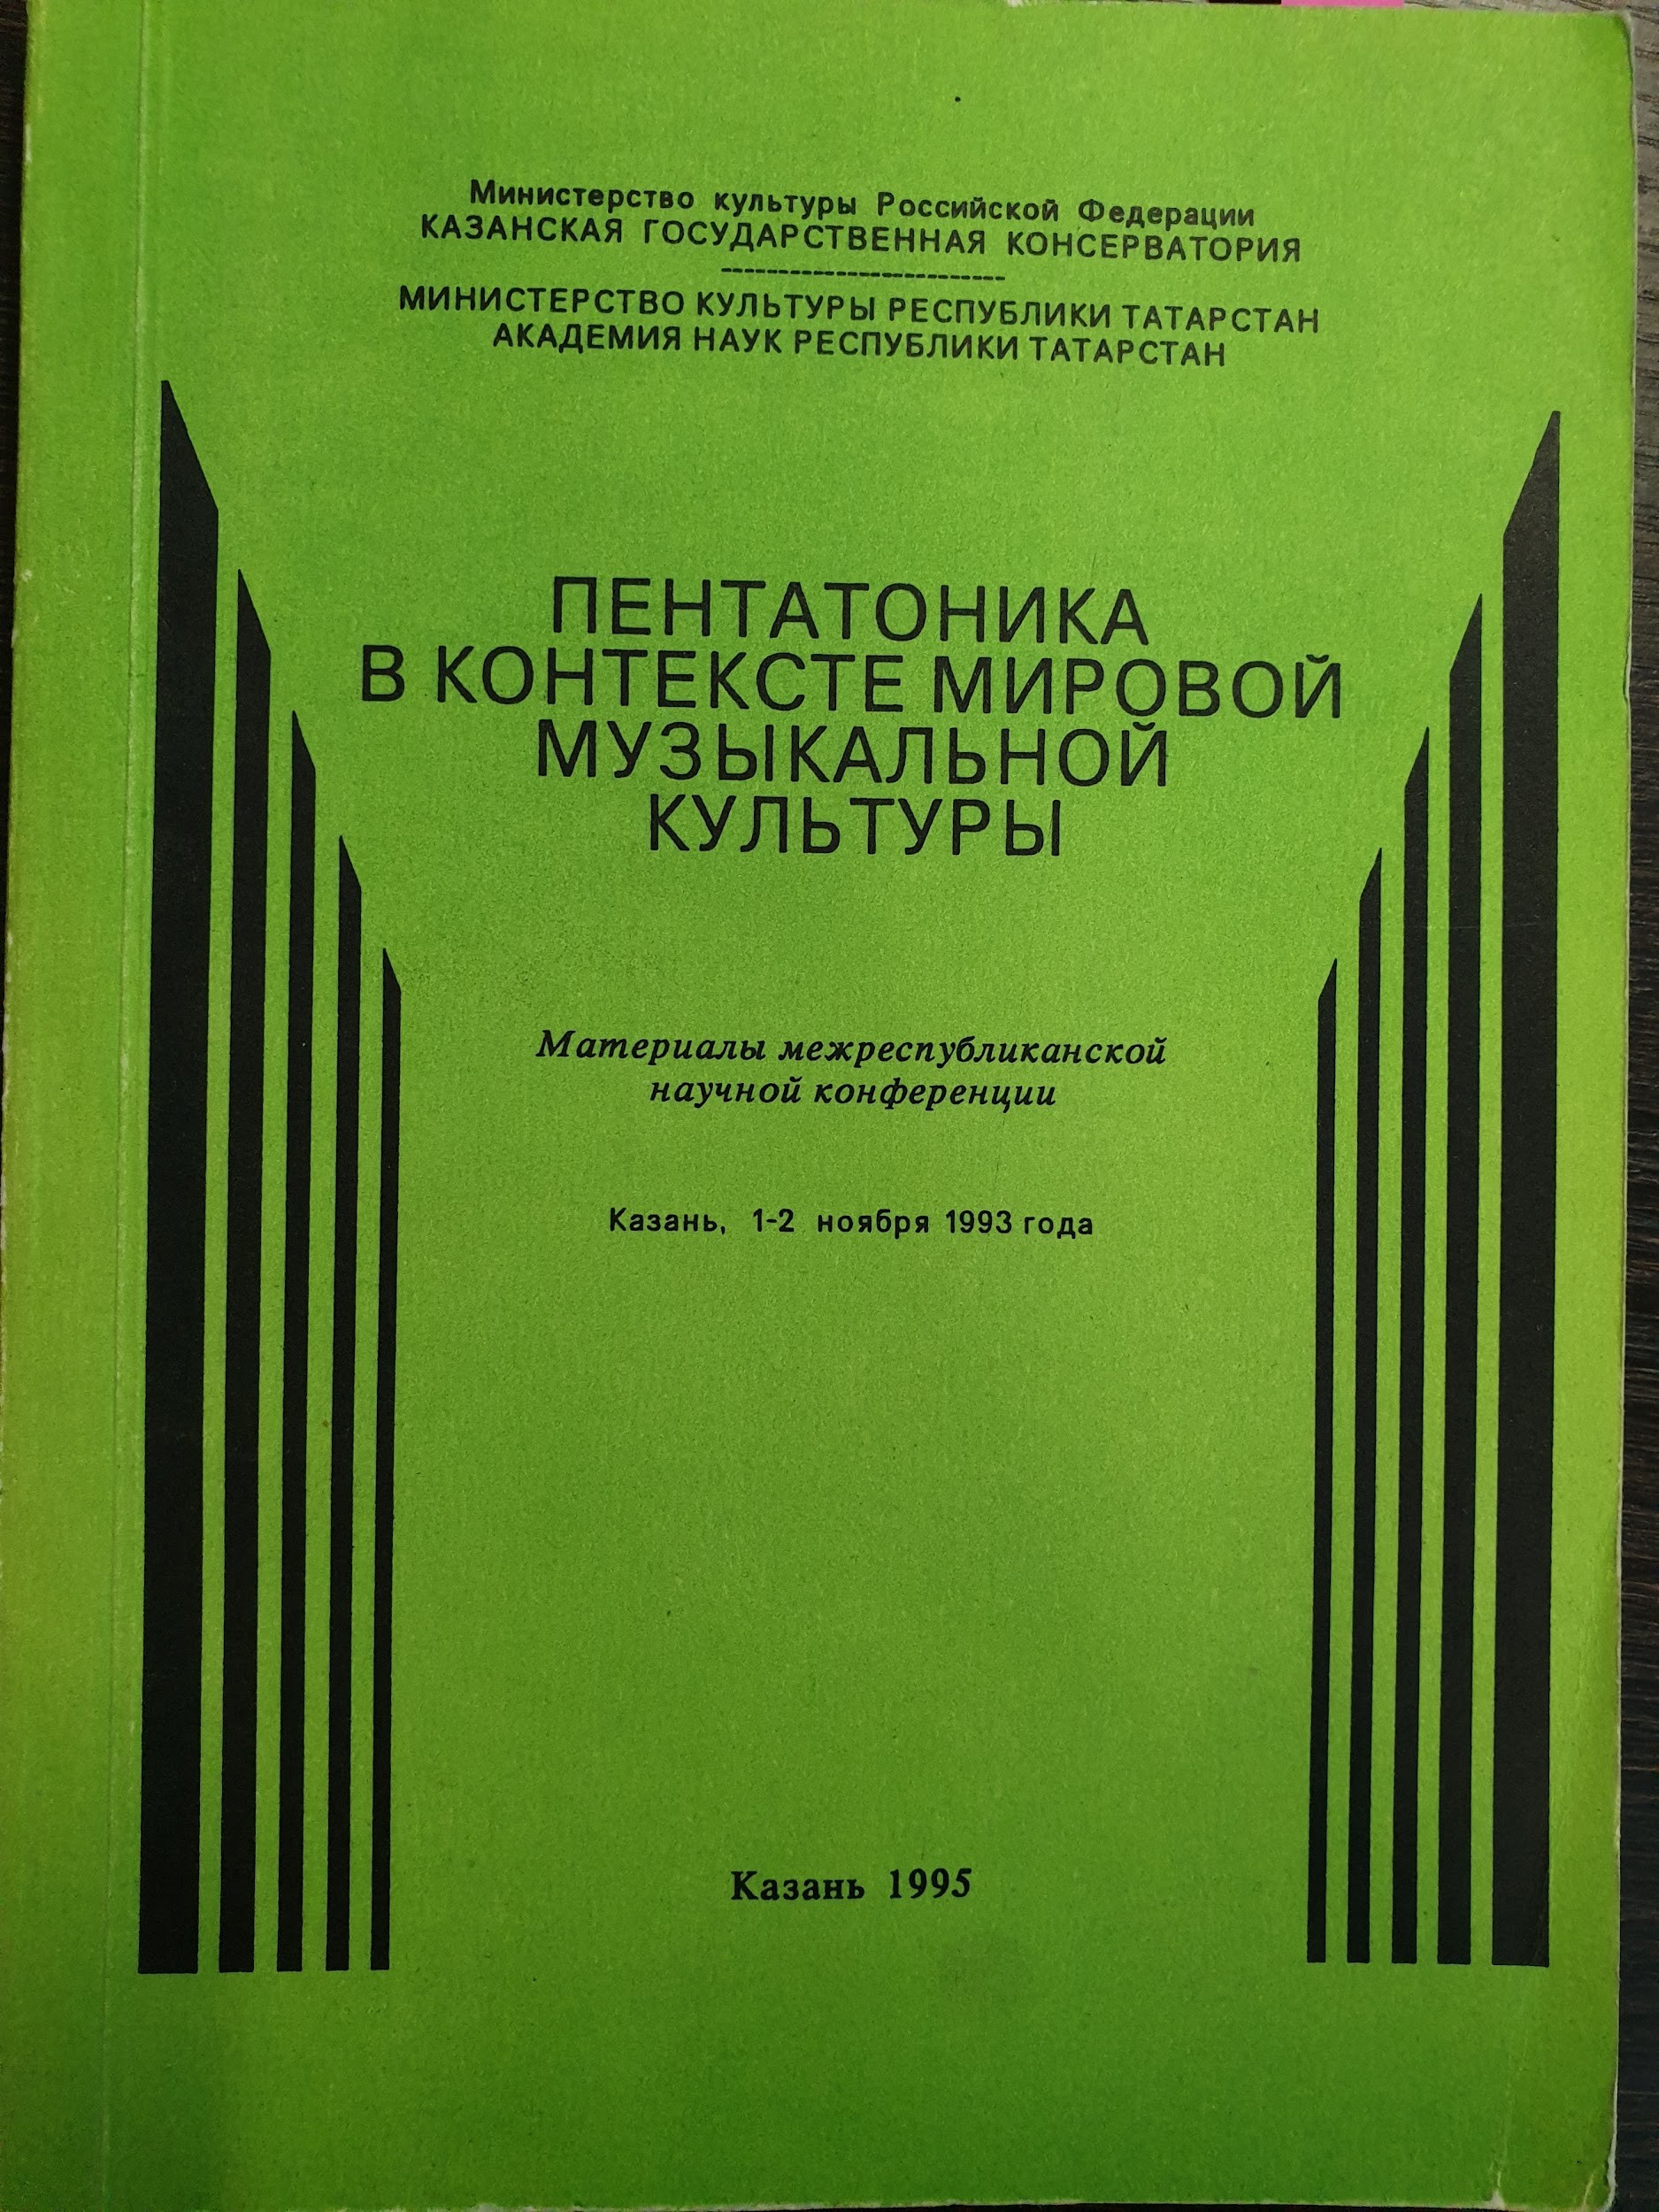 Министерство культуры Российской Федерации
КАЗАНСКАЯ ГОСУДАРСТВЕННАЯ КОНСЕРВАТОРИЯ
МИНИСТЕРСТВО КУЛЬТУРЫ РЕСПУБЛИКИ ТАТАРСТАН
АКАДЕМИЯ НАУК РЕСПУБЛИКИ ТАТАРСТАН
ПЕНТАТОНИКА
В КОНТЕКСТЕ МИРОВОЙ
МУЗЫКАЛЬНОЙ
КУЛЬТУРЫ
Материалы межреспубликанской
научной конференции
Казань, 1-2 ноября 1993 года
Казань 1995